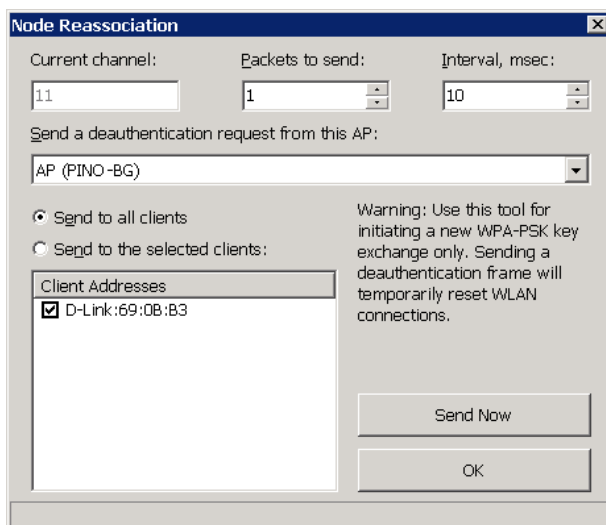 Node Reassociation
Current channel:
Packets to send:
Interval, msec:
11
1
10
Send a deauthentication request from this AP:
AP (PINO-BG)
Send to all clients
Send to the selected clients:
Client Addresses
D-Link:69:0B:B3
Warning: Use this tool for
initiating a new WPA-PSK key
exchange only. Sending a
deauthentication frame will
temporarily reset WLAN
connections.
Send Now
OK